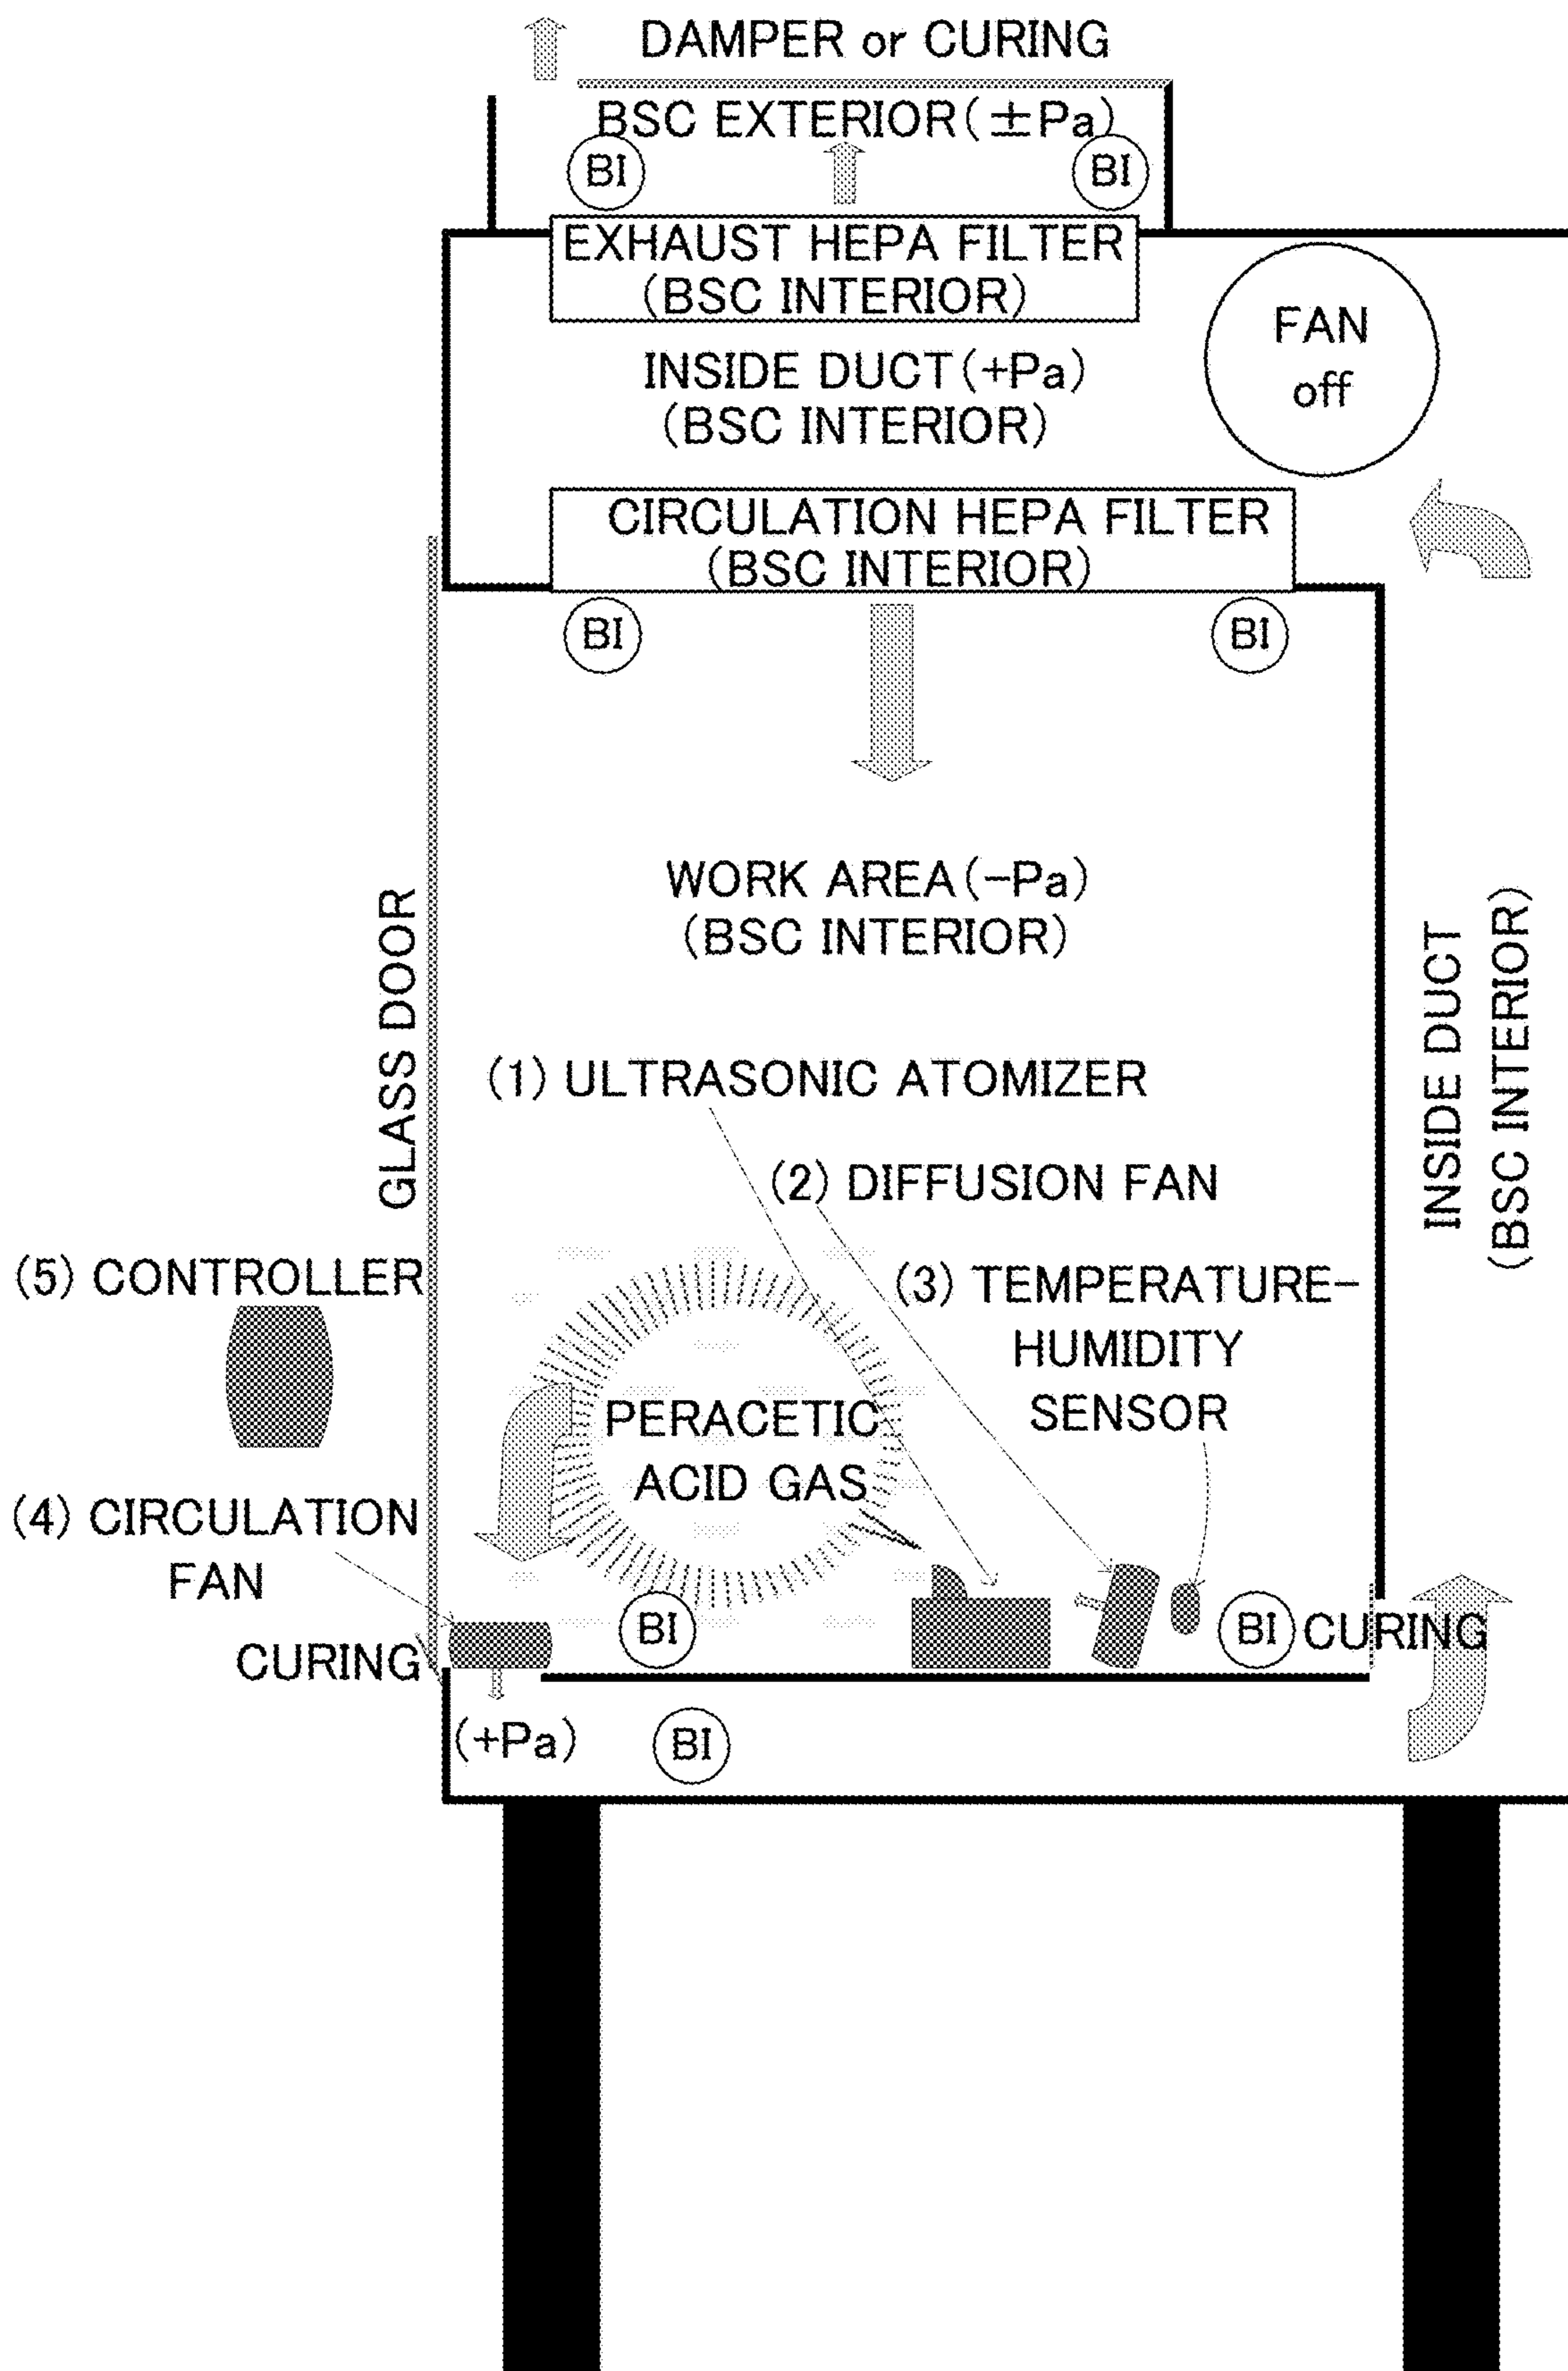 DAMPER or CURING
BSC EXTERIOR(±Pa)
BI
BI
EXHAUST HEPA FILTER
(BSC INTERIOR)
FAN
off
INSIDE DUCT(+Pa)
(BSC INTERIOR)
CIRCULATION HEPA FILTER
(BSC INTERIOR)
BI
BI
WORK AREA(−Pa)
(BSC INTERIOR)
GLASS DOOR
INSIDE DUCT
(BSC INTERIOR)
(1) ULTRASONIC ATOMIZER
(2) DIFFUSION FAN
(3) TEMPERATURE−
HUMIDITY
SENSOR
(5) CONTROLLER
PERACETIC
ACID GAS
(4) CIRCULATION
FAN
CURING
BI
BI
CURING
(+Pa)
BI